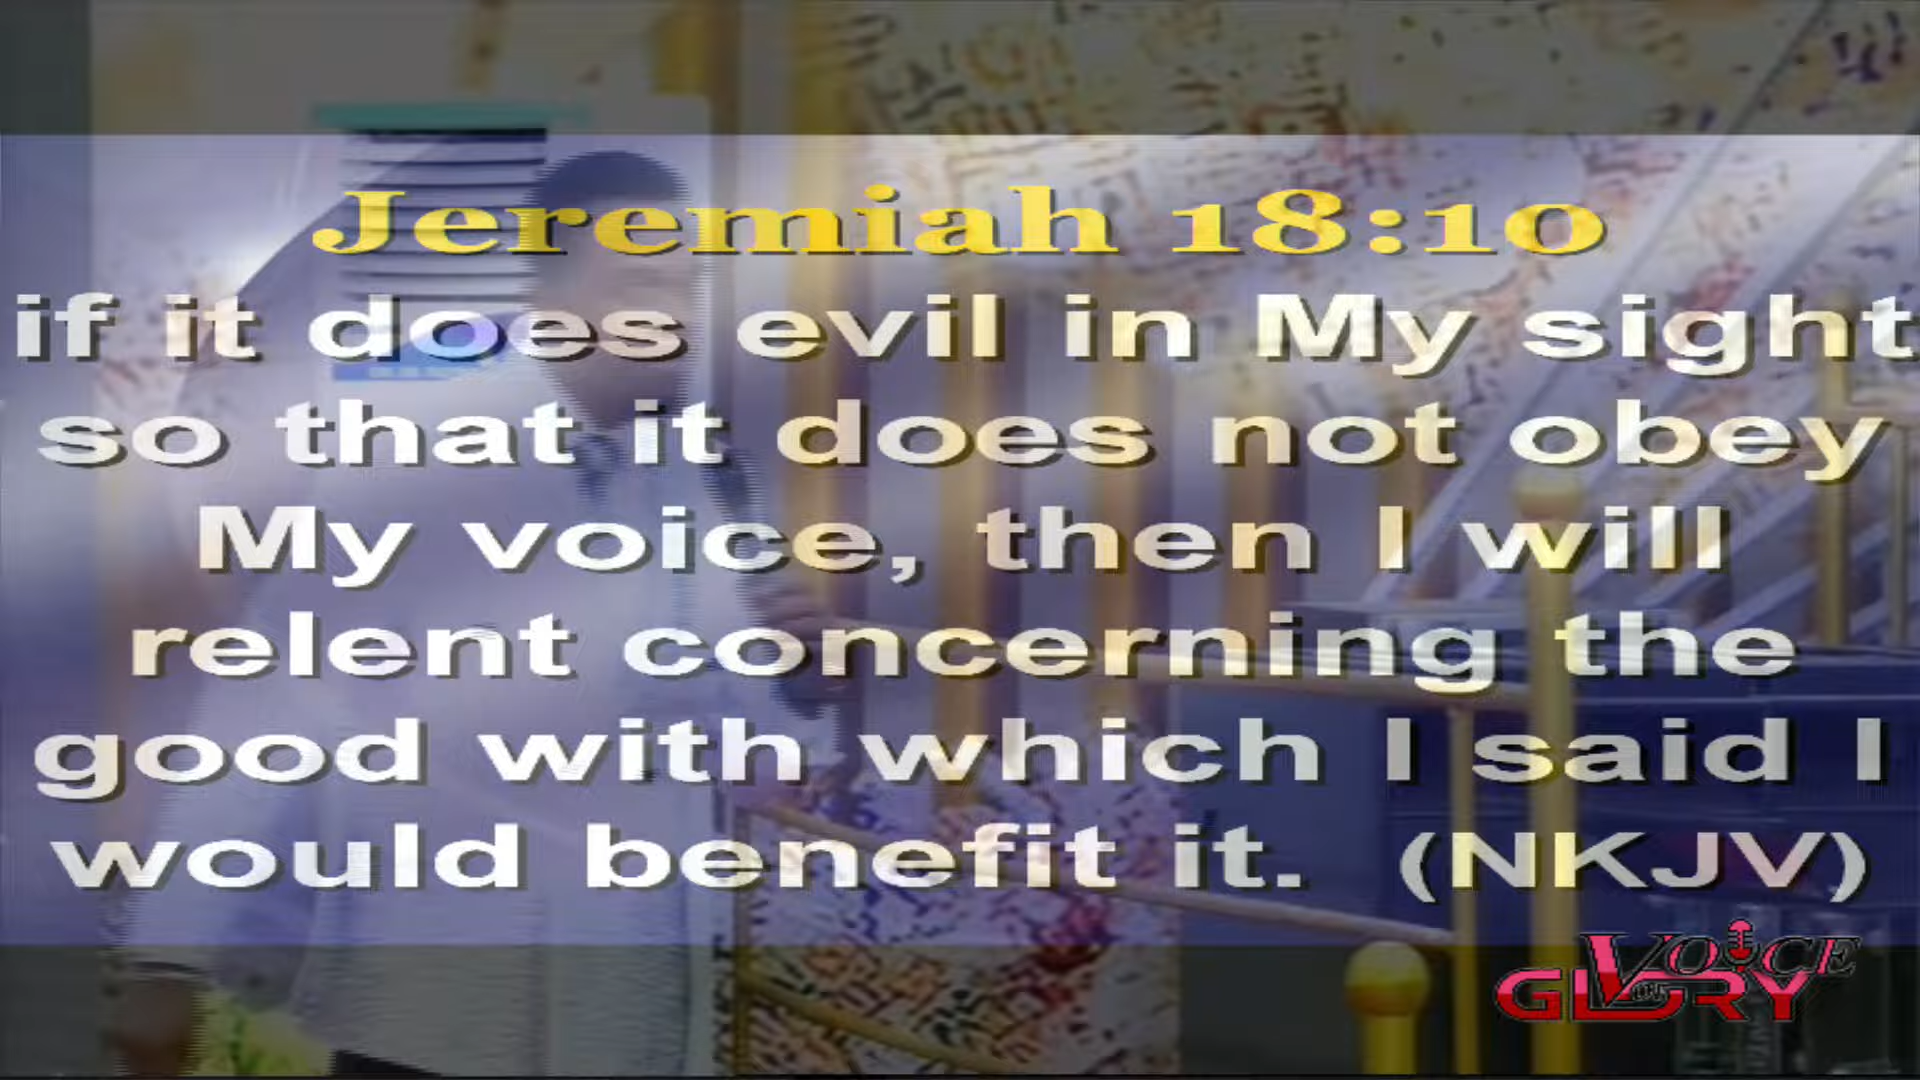 Jeremiah 18:10
if it does evil in My sight
so that it does not obey
My voice, then I will
relent concerning the
good with which I said I
would benefit it. (NKJV)
VOICE
OF
GLORY